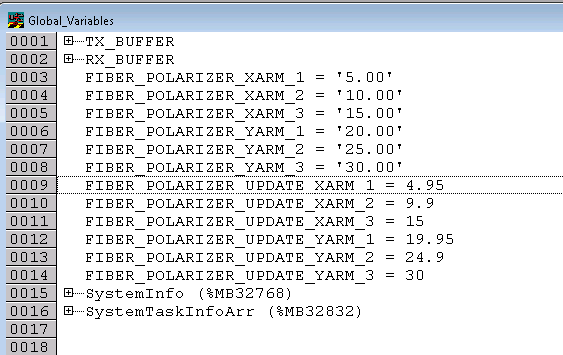 Global_Variables
0001 TX_BUFFER
0002 RX_BUFFER
0003 FIBER_POLARIZER_XARM_1 = '5.00'
0004 FIBER_POLARIZER_XARM_2 = '10.00'
0005 FIBER_POLARIZER_XARM_3 = '15.00'
0006 FIBER_POLARIZER_YARM_1 = '20.00'
0007 FIBER_POLARIZER_YARM_2 = '25.00'
0008 FIBER_POLARIZER_YARM_3 = '30.00'
0009 FIBER_POLARIZER_UPDATE_XARM_1 = 4.95
0010 FIBER_POLARIZER_UPDATE_XARM_2 = 9.9
0011 FIBER_POLARIZER_UPDATE_XARM_3 = 15
0012 FIBER_POLARIZER_UPDATE_YARM_1 = 19.95
0013 FIBER_POLARIZER_UPDATE_YARM_2 = 24.9
0014 FIBER_POLARIZER_UPDATE_YARM_3 = 30
0015 SystemInfo (%MB32768)
0016 SystemTaskInfoArr (%MB32832)
0017
0018